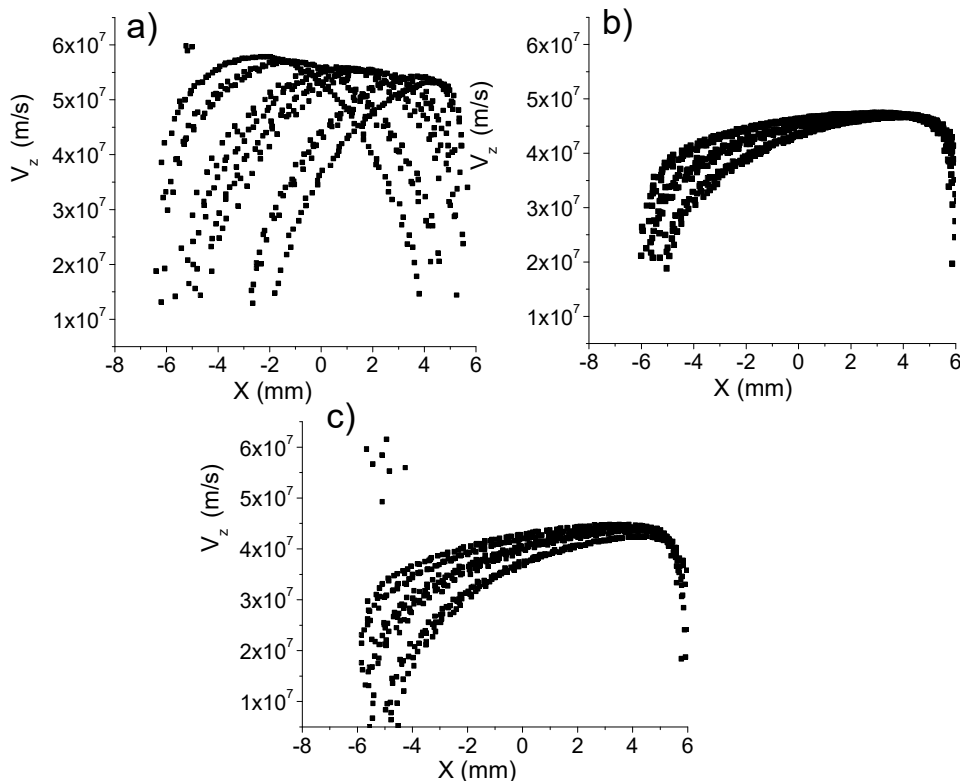 a)
6x10⁷
5x10⁷
4x10⁷
3x10⁷
2x10⁷
1x10⁷
V_z (m/s)
-8 -6 -4 -2 0 2 4 6
X (mm)
b)
6x10⁷
5x10⁷
4x10⁷
3x10⁷
2x10⁷
1x10⁷
V_z (m/s)
-8 -6 -4 -2 0 2 4 6
X (mm)
c)
6x10⁷
5x10⁷
4x10⁷
3x10⁷
2x10⁷
1x10⁷
V_z (m/s)
-8 -6 -4 -2 0 2 4 6
X (mm)